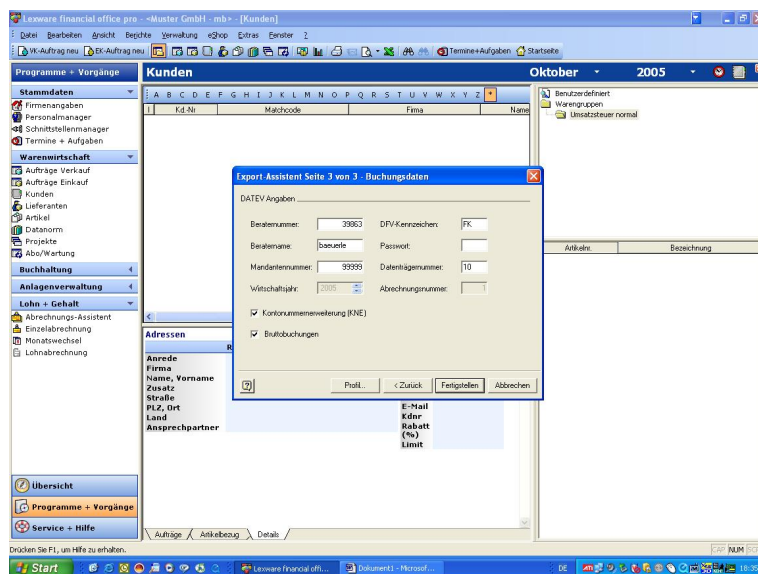 Lexware financial office pro - <Muster GmbH - mb> - [Kunden]
Datei Bearbeiten Ansicht Berichte Verwaltung eShop Extras Fenster ?
VK-Auftrag neu EK-Auftrag neu Termine+Aufgaben Startseite
Programme + Vorgänge
Kunden
Oktober 2005
Stammdaten
Firmenangaben
Personalmanager
Schnittstellenmanager
Termine + Aufgaben
Warenwirtschaft
Aufträge Verkauf
Aufträge Einkauf
Kunden
Lieferanten
Artikel
Datanorm
Projekte
Abo/Wartung
Buchhaltung
Anlagenverwaltung
Lohn + Gehalt
Abrechnungs-Assistent
Einzelabrechnung
Monatswechsel
Lohnabrechnung
Übersicht
Programme + Vorgänge
Service + Hilfe
A B C D E F G H I J K L M N O P Q R S T U V W X Y Z *
! Kd.-Nr Matchcode Firma Name
Benutzerdefiniert
Warengruppen
Umsatzsteuer normal
Artikelnr. Bezeichnung
Export-Assistent Seite 3 von 3 - Buchungsdaten
DATEV Angaben
Beraternummer: 39863 DFV-Kennzeichen: FK
Beratername: baeuerle Passwort:
Mandantennummer: 99999 Datenträgernummer: 10
Wirtschaftsjahr: 2005 Abrechnungsnummer: 1
Kontonummernerweiterung (KNE)
Bruttobuchungen
? Profil... < Zurück Fertigstellen Abbrechen
Adressen
R
Anrede
Firma
Name, Vorname
Zusatz
Straße
PLZ, Ort
Land
Ansprechpartner
E-Mail
Kdnr
Rabatt
(%)
Limit
Aufträge Artikelbezug Details
Drücken Sie F1, um Hilfe zu erhalten.
CAP NUM SCR
Start Lexware financial offi... Dokument1 - Microsof... DE 18:35